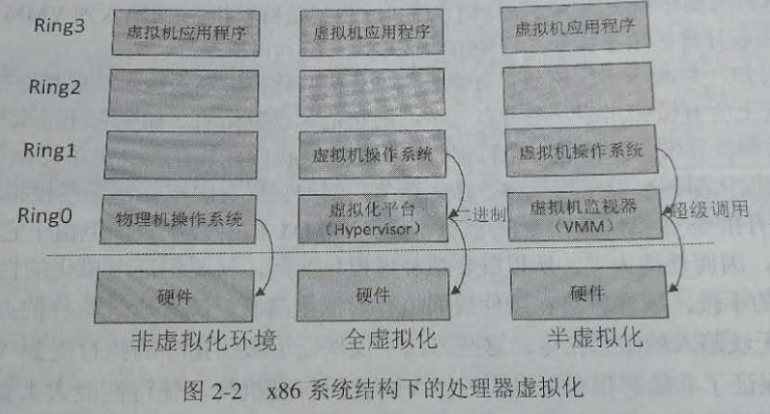 Ring3
虚拟机应用程序
虚拟机应用程序
虚拟机应用程序
Ring2
Ring1
虚拟机操作系统
虚拟机操作系统
Ring0
物理机操作系统
虚拟化平台
(Hypervisor)
二进制
虚拟机监视器
(VMM)
超级调用
硬件
硬件
硬件
非虚拟化环境
全虚拟化
半虚拟化
图 2-2 x86 系统结构下的处理器虚拟化